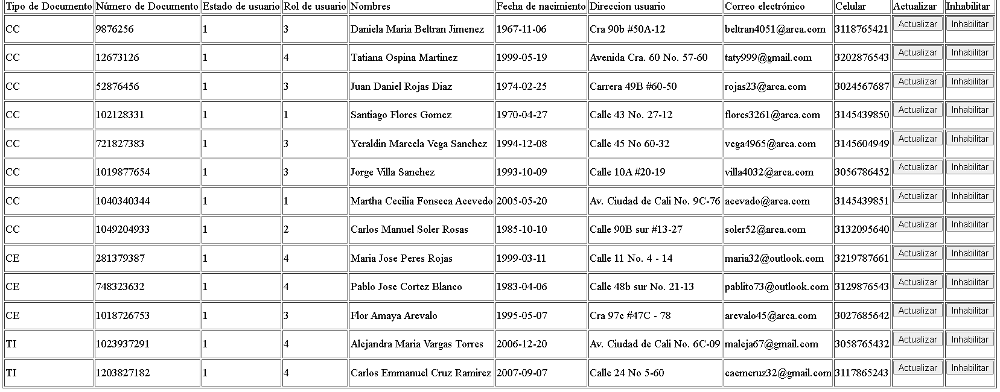 Tipo de Documento Número de Documento Estado de usuario Rol de usuario Nombres Fecha de nacimiento Direccion usuario Correo electrónico Celular Actualizar Inhabilitar
CC 9876256 1 3 Daniela Maria Beltran Jimenez 1967-11-06 Cra 90b #50A-12 beltran4051@arca.com 3118765421 Actualizar Inhabilitar
CC 12673126 1 4 Tatiana Ospina Martinez 1999-05-19 Avenida Cra. 60 No. 57-60 taty999@gmail.com 3202876543 Actualizar Inhabilitar
CC 52876456 1 3 Juan Daniel Rojas Diaz 1974-02-25 Carrera 49B #60-50 rojas23@arca.com 3024567687 Actualizar Inhabilitar
CC 102128331 1 1 Santiago Flores Gomez 1970-04-27 Calle 43 No. 27-12 flores3261@arca.com 3145439850 Actualizar Inhabilitar
CC 721827383 1 3 Yeraldin Marcela Vega Sanchez 1994-12-08 Calle 45 No 60-32 vega4965@arca.com 3145604949 Actualizar Inhabilitar
CC 1019877654 1 3 Jorge Villa Sanchez 1993-10-09 Calle 10A #20-19 villa4032@arca.com 3056786452 Actualizar Inhabilitar
CC 1040340344 1 1 Martha Cecilia Fonseca Acevedo 2005-05-20 Av. Ciudad de Cali No. 9C-76 acevado@arca.com 3145439851 Actualizar Inhabilitar
CC 1049204933 1 2 Carlos Manuel Soler Rosas 1985-10-10 Calle 90B sur #13-27 soler52@arca.com 3132095640 Actualizar Inhabilitar
CE 281379387 1 4 Maria Jose Peres Rojas 1999-03-11 Calle 11 No. 4 - 14 maria32@outlook.com 3219787661 Actualizar Inhabilitar
CE 748323632 1 4 Pablo Jose Cortez Blanco 1983-04-06 Calle 48b sur No. 21-13 pablito73@outlook.com 3129876543 Actualizar Inhabilitar
CE 1018726753 1 3 Flor Amaya Arevalo 1995-05-07 Cra 97c #47C - 78 arevalo45@arca.com 3027685642 Actualizar Inhabilitar
TI 1023937291 1 4 Alejandra Maria Vargas Torres 2006-12-20 Av. Ciudad de Cali No. 6C-09 maleja67@gmail.com 3058765432 Actualizar Inhabilitar
TI 1203827182 1 4 Carlos Emmanuel Cruz Ramirez 2007-09-07 Calle 24 No 5-60 caemcruz32@gmail.com 3117865243 Actualizar Inhabilitar